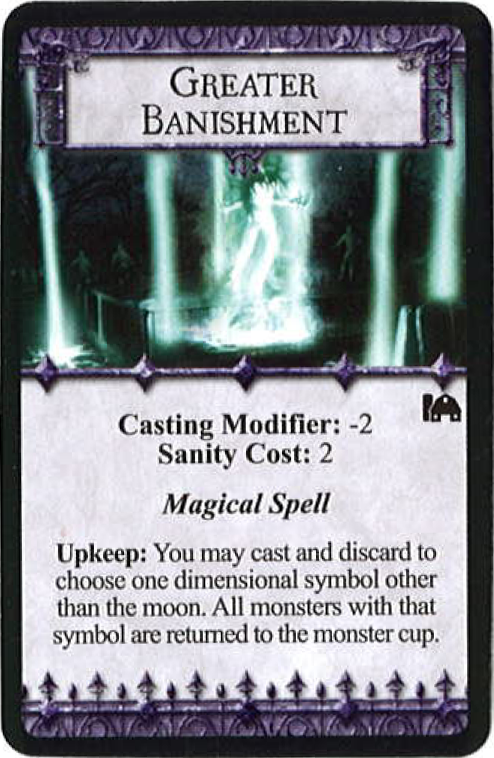 Greater
Banishment
Casting Modifier: -2
Sanity Cost: 2
Magical Spell
Upkeep: You may cast and discard to
choose one dimensional symbol other
than the moon. All monsters with that
symbol are returned to the monster cup.